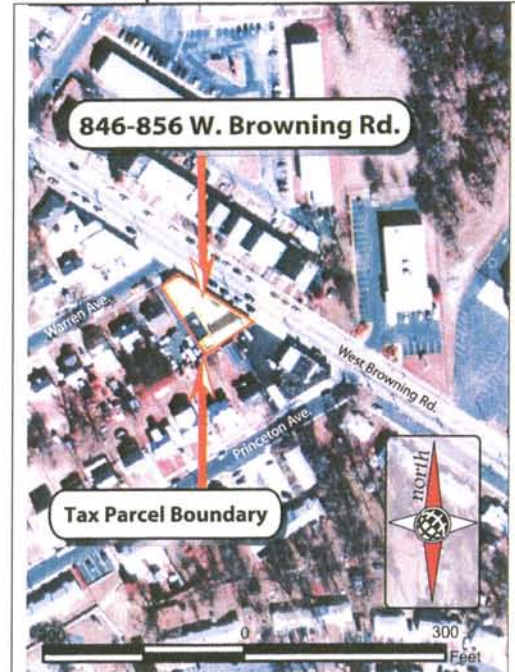 846-856 W. Browning Rd.
Warren Ave.
West Browning Rd.
Princeton Ave.
Tax Parcel Boundary
north
300 0 300
Feet